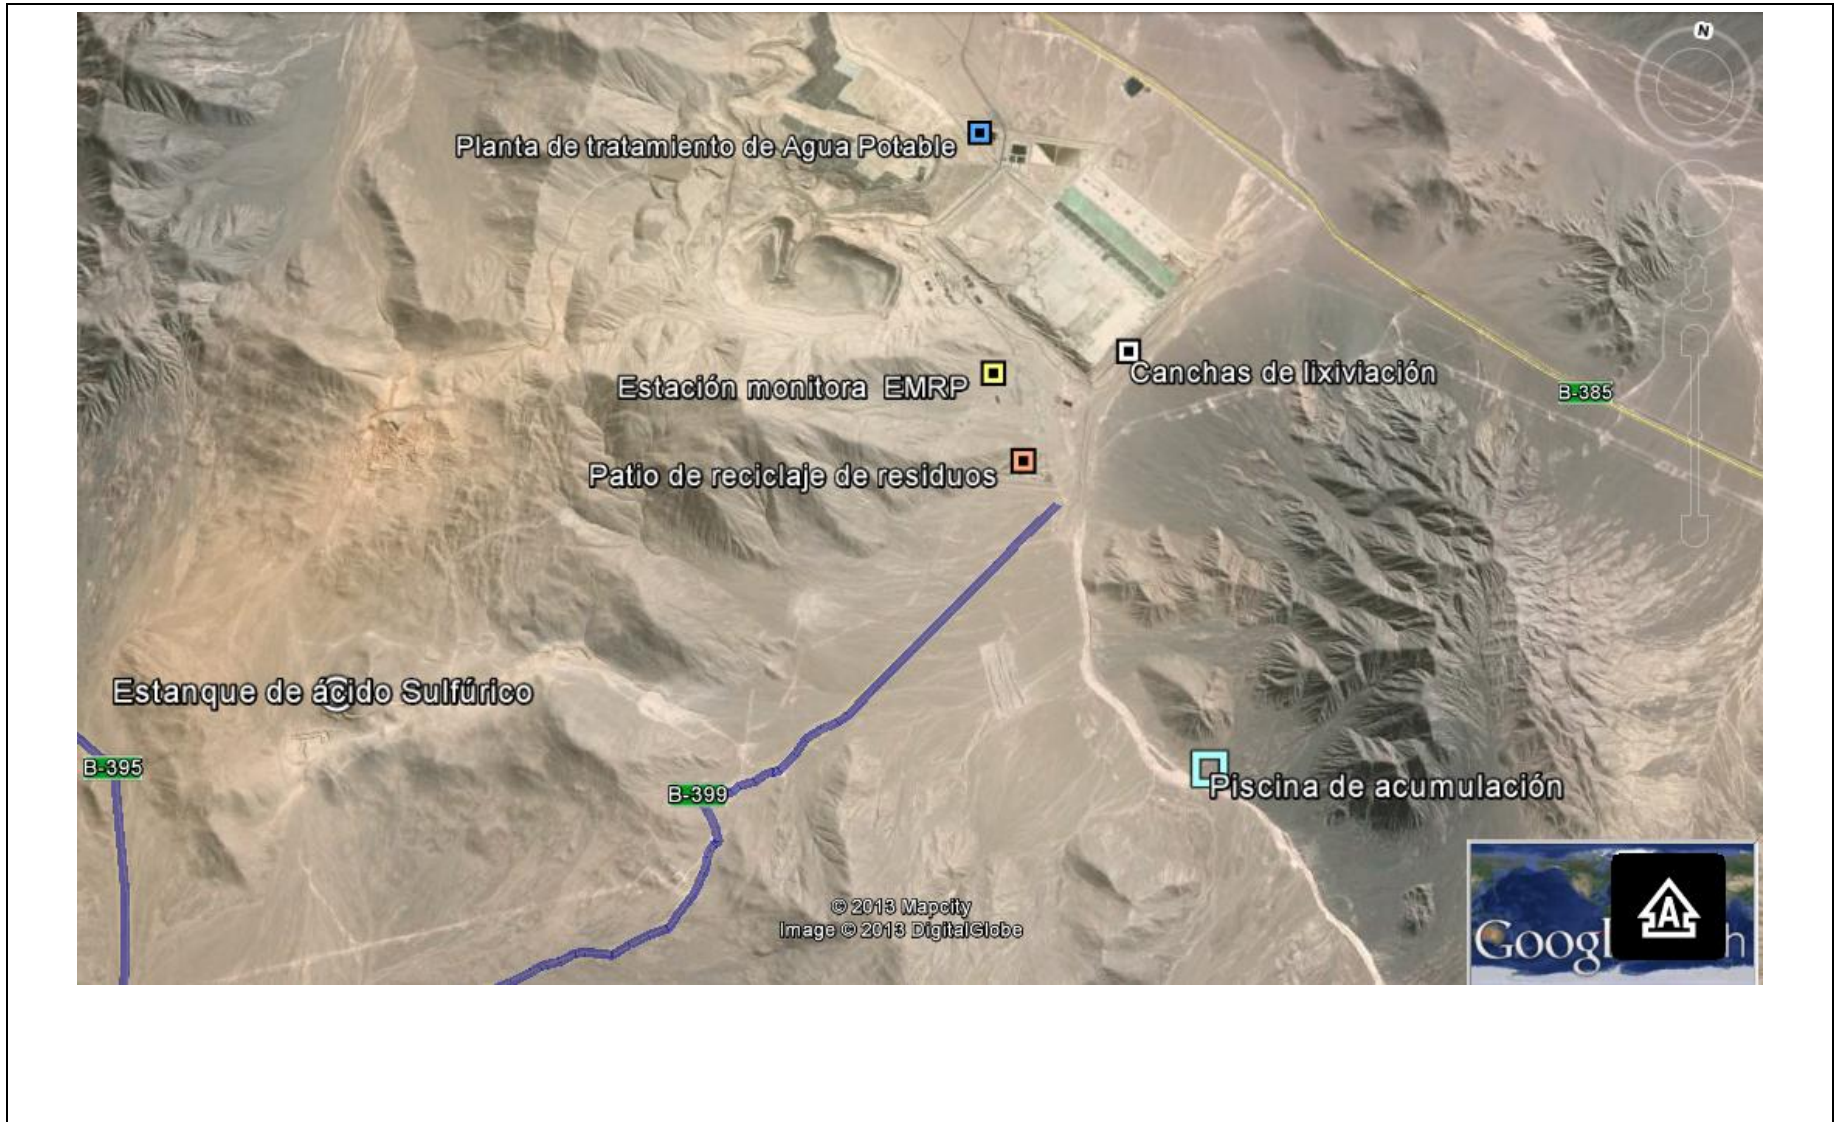 N
Planta de tratamiento de Agua Potable
Estación monitora EMRP
Canchas de lixiviación
B-385
Patio de reciclaje de residuos
Estanque de ácido Sulfúrico
B-395
B-399
Piscina de acumulación
© 2013 Mapcity
Image © 2013 DigitalGlobe
A